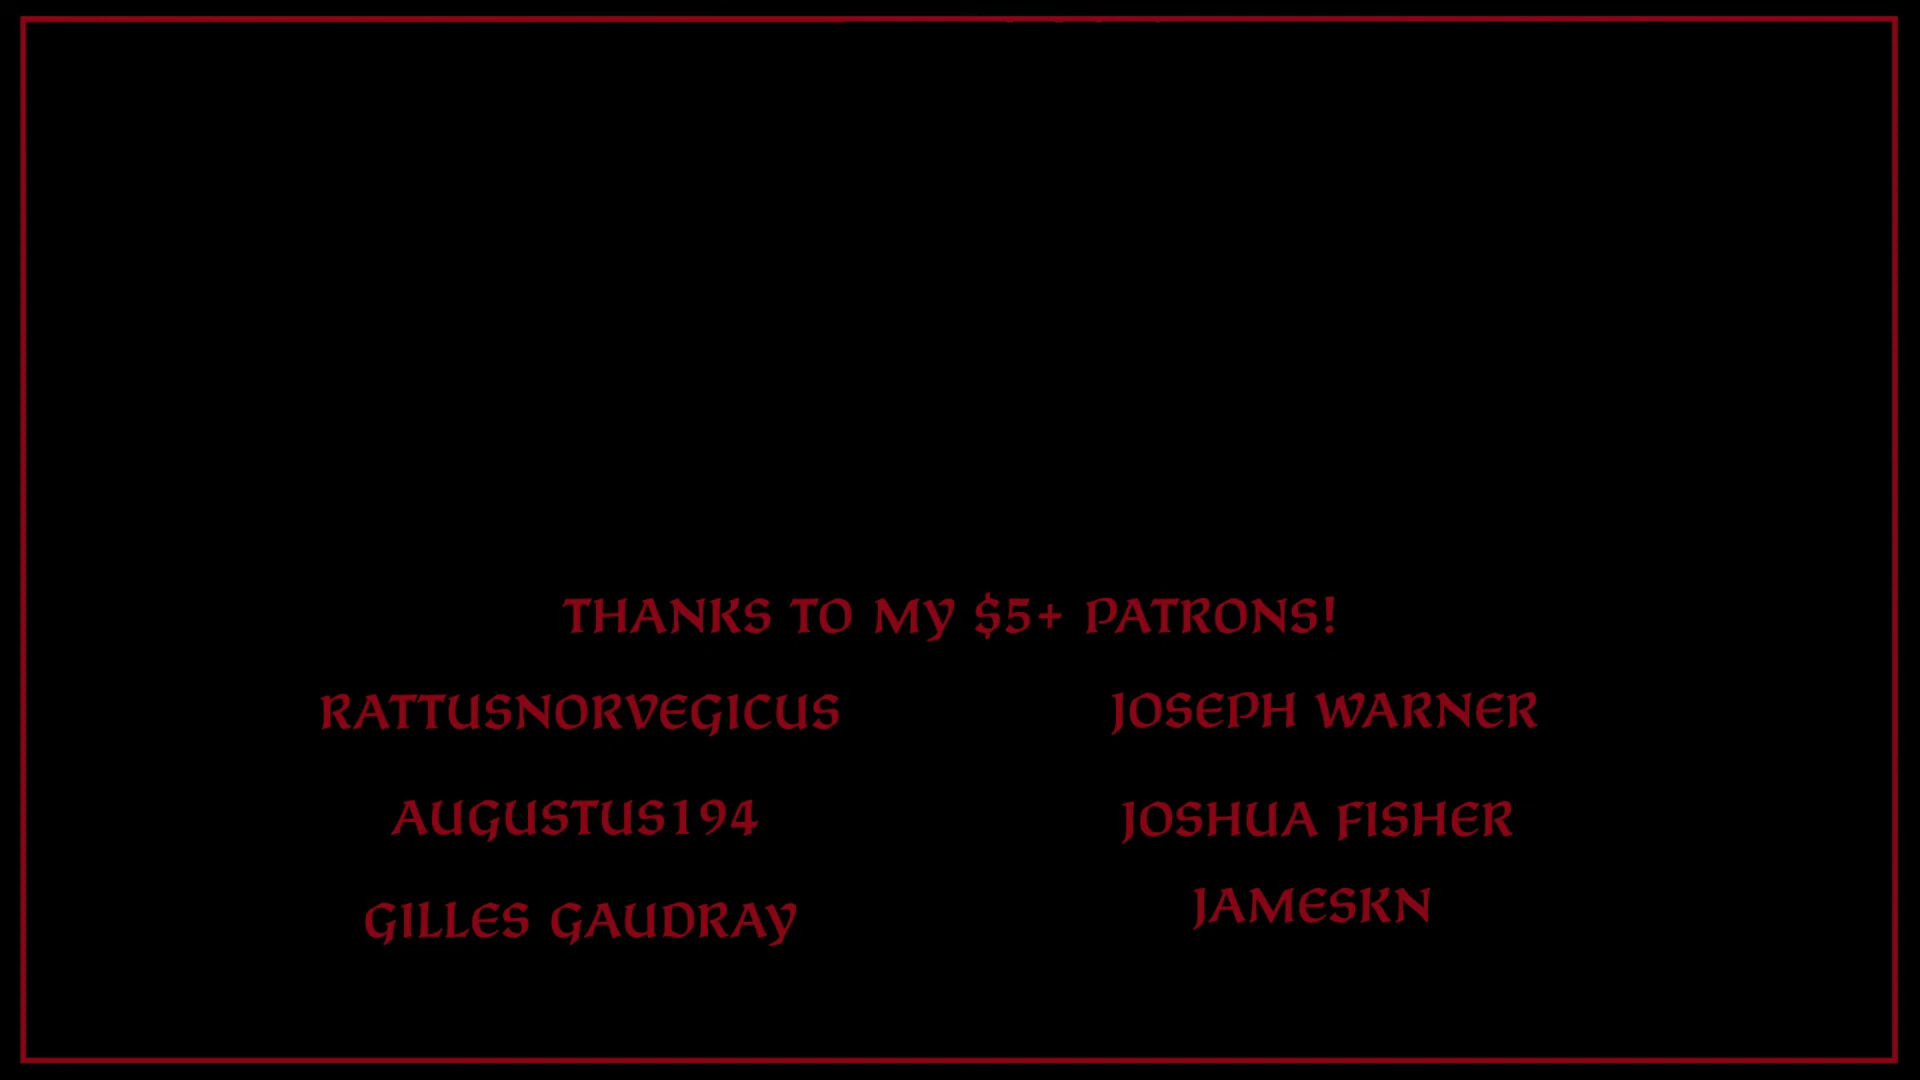 THANKS TO MY $5+ PATRONS!
RATTUSNORVEGICUS
JOSEPH WARNER
AUGUSTUS194
JOSHUA FISHER
GILLES GAUDRAY
JAMESKN